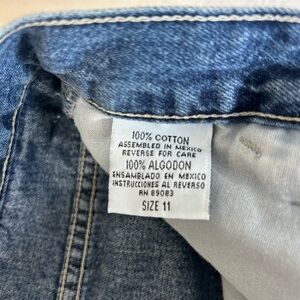 100% COTTON
ASSEMBLED IN MEXICO
REVERSE FOR CARE
100% ALGODON
ENSAMBLADO EN MEXICO
INSTRUCCIONES AL REVERSO
RN 89083
SIZE 11